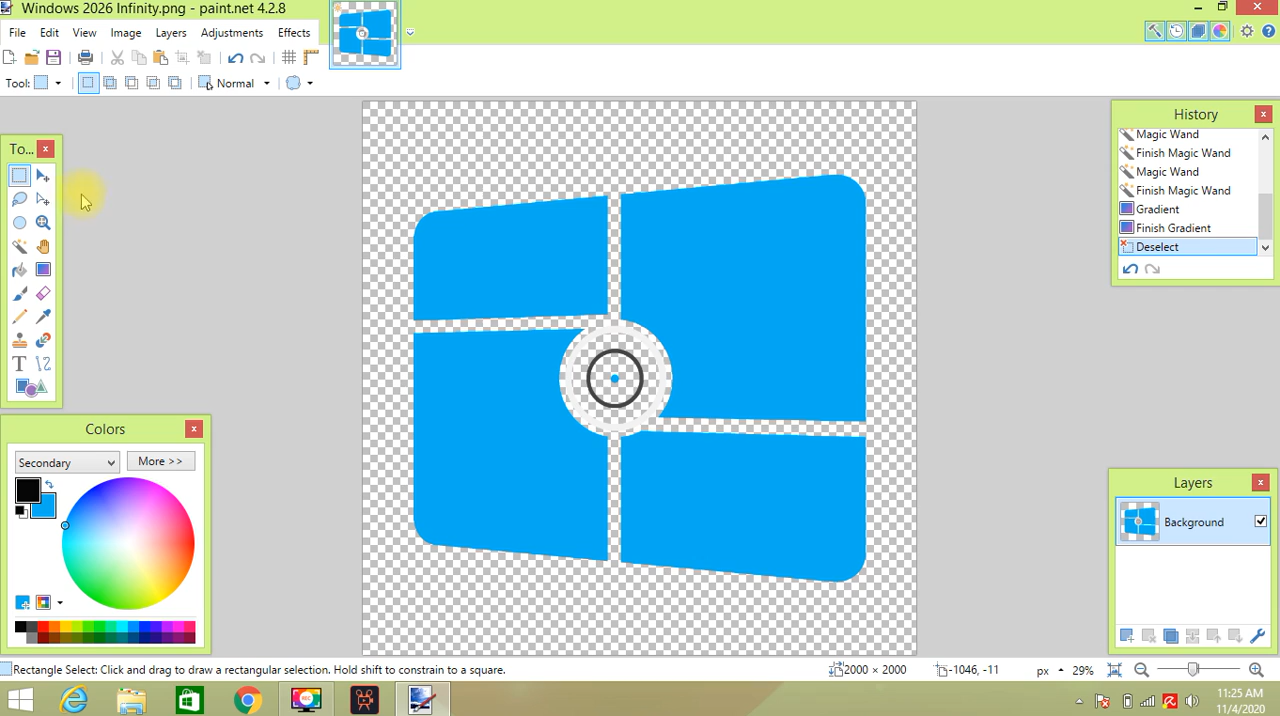 Windows 2026 Infinity.png - paint.net 4.2.8
File Edit View Image Layers Adjustments Effects
Tool: Normal
To...
History
Magic Wand
Finish Magic Wand
Magic Wand
Finish Magic Wand
Gradient
Finish Gradient
Deselect
Colors
Secondary More >>
Layers
Background
Rectangle Select: Click and drag to draw a rectangular selection. Hold shift to constrain to a square. 2000 × 2000 -1046, -11 px 29%
REC
11:25 AM
11/4/2020